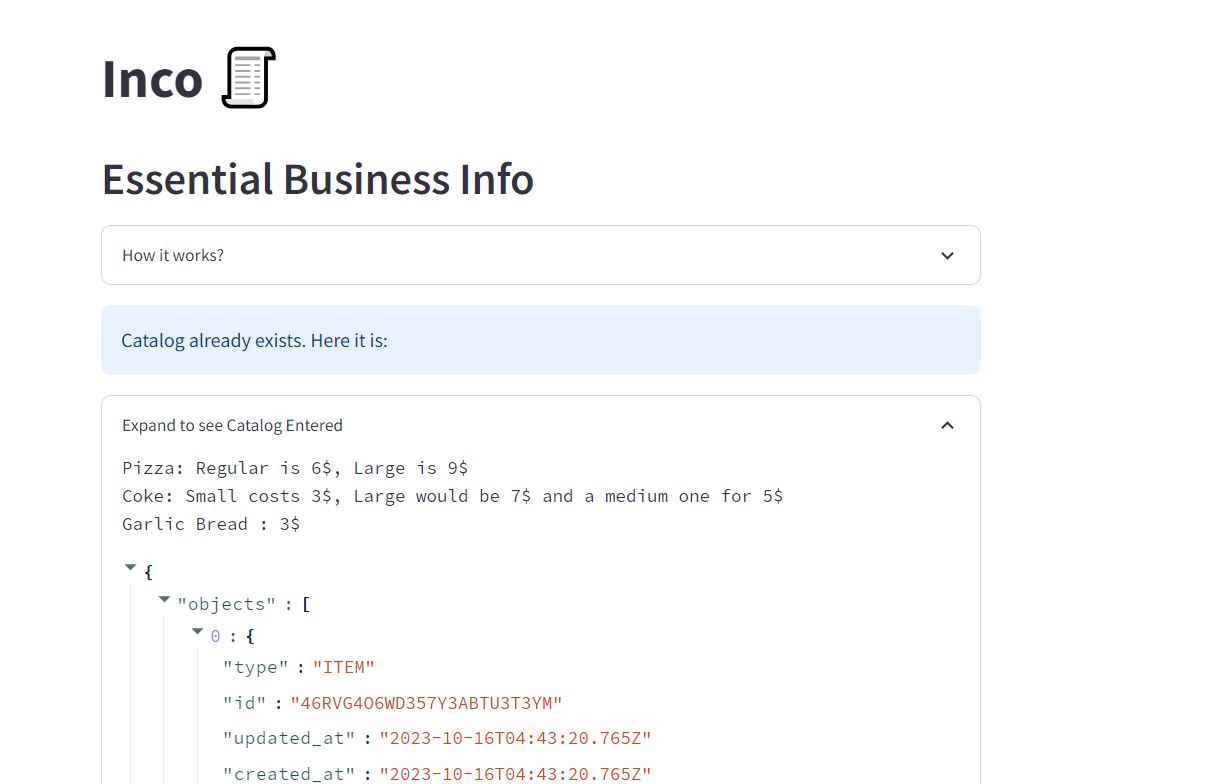 Inco
Essential Business Info
How it works?
Catalog already exists. Here it is:
Expand to see Catalog Entered
Pizza: Regular is 6$, Large is 9$
Coke: Small costs 3$, Large would be 7$ and a medium one for 5$
Garlic Bread : 3$
{
"objects" : [
0 : {
"type" : "ITEM"
"id" : "46RVG4O6WD357Y3ABTU3T3YM"
"updated_at" : "2023-10-16T04:43:20.765Z"
"created_at" : "2023-10-16T04:43:20.765Z"